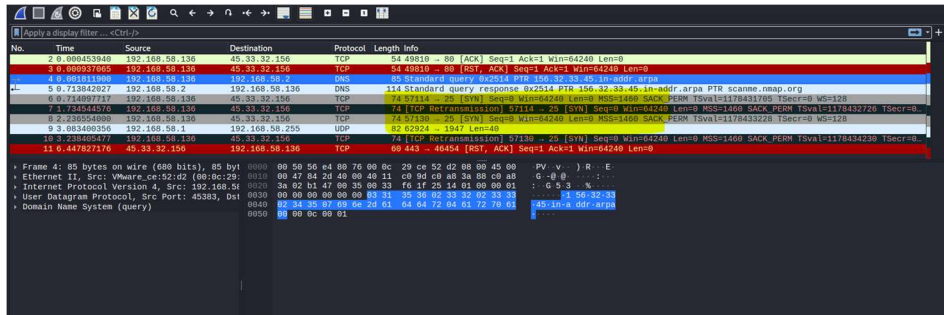 Apply a display filter ... <Ctrl-/>
No. Time Source Destination Protocol Length Info
2 0.000453940 192.168.58.136 45.33.32.156 TCP 54 49810 → 80 [ACK] Seq=1 Ack=1 Win=64240 Len=0
3 0.000937065 192.168.58.136 45.33.32.156 TCP 54 49810 → 80 [RST, ACK] Seq=1 Ack=1 Win=64240 Len=0
4 0.001811900 192.168.58.136 192.168.58.2 DNS 85 Standard query 0x2514 PTR 156.32.33.45.in-addr.arpa
5 0.713842027 192.168.58.2 192.168.58.136 DNS 114 Standard query response 0x2514 PTR 156.32.33.45.in-addr.arpa PTR scanme.nmap.org
6 0.714097717 192.168.58.136 45.33.32.156 TCP 74 57114 → 25 [SYN] Seq=0 Win=64240 Len=0 MSS=1460 SACK_PERM TSval=1178431705 TSecr=0 WS=128
7 1.734544576 192.168.58.136 45.33.32.156 TCP 74 [TCP Retransmission] 57114 → 25 [SYN] Seq=0 Win=64240 Len=0 MSS=1460 SACK_PERM TSval=1178432726 TSecr=0...
8 2.236554000 192.168.58.136 45.33.32.156 TCP 74 57130 → 25 [SYN] Seq=0 Win=64240 Len=0 MSS=1460 SACK_PERM TSval=1178433228 TSecr=0 WS=128
9 3.083400356 192.168.58.1 192.168.58.255 UDP 82 62924 → 1947 Len=40
10 3.238405477 192.168.58.136 45.33.32.156 TCP 74 [TCP Retransmission] 57130 → 25 [SYN] Seq=0 Win=64240 Len=0 MSS=1460 SACK_PERM TSval=1178434230 TSecr=0...
11 6.447827176 45.33.32.156 192.168.58.136 TCP 60 443 → 46454 [RST, ACK] Seq=1 Ack=1 Win=64240 Len=0
Frame 4: 85 bytes on wire (680 bits), 85 byt 0000 00 50 56 e4 80 76 00 0c 29 ce 52 d2 08 00 45 00 ·PV··v·· )·R···E·
Ethernet II, Src: VMware_ce:52:d2 (00:0c:29: 0010 00 47 84 2d 40 00 40 11 c0 9d c0 a8 3a 88 c0 a8 ·G·-@·@· ····:···
Internet Protocol Version 4, Src: 192.168.58 0020 3a 02 b1 47 00 35 00 33 f6 1f 25 14 01 00 00 01 :··G·5·3 ··%·····
User Datagram Protocol, Src Port: 45383, Dst 0030 00 00 00 00 00 00 03 31 35 36 02 33 32 02 33 33 ·······1 56·32·33
Domain Name System (query) 0040 02 34 35 07 69 6e 2d 61 64 64 72 04 61 72 70 61 ·45·in-a ddr·arpa
0050 00 00 0c 00 01 ·····